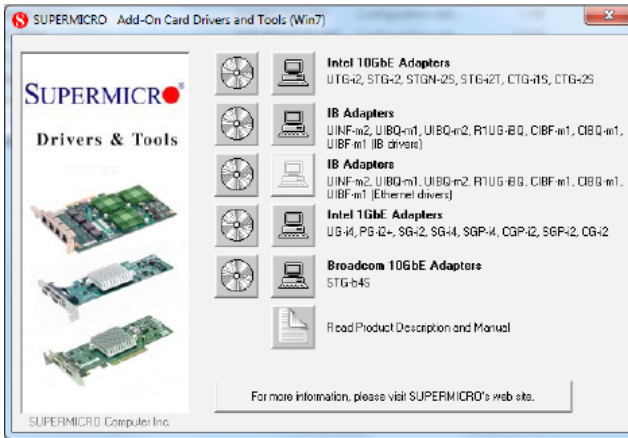 SUPERMICRO Add-On Card Drivers and Tools (Win7)
SUPERMICRO
Drivers & Tools
Intel 10GbE Adapters
UTG-i2, STG-i2, STGN-i2S, STG-i2T, CTG-i1S, CTG-i2S
IB Adapters
UINF-m2, UIBQ-m1, UIBQ-m2, R1UG-IBQ, CIBF-m1, CIBQ-m1,
UIBF-m1 (IB drivers)
IB Adapters
UINF-m2, UIBQ-m1, UIBQ-m2, R1UG-IBQ, CIBF-m1, CIBQ-m1,
UIBF-m1 (Ethernet drivers)
Intel 1GbE Adapters
UG-i4, PG-i2+, SG-i2, SG-i4, SGP-i4, CGP-i2, SGP-i2, CG-i2
Broadcom 10GbE Adapters
STG-b4S
Read Product Description and Manual
For more information, please visit SUPERMICRO's web site.
SUPERMICRO Computer Inc.